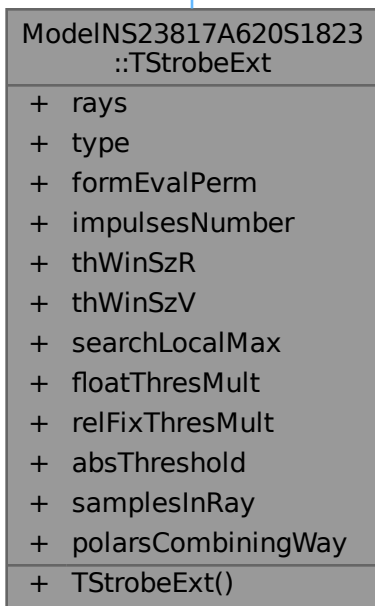 ModelNS23817A620S1823
::TStrobeExt
+ rays
+ type
+ formEvalPerm
+ impulsesNumber
+ thWinSzR
+ thWinSzV
+ searchLocalMax
+ floatThresMult
+ relFixThresMult
+ absThreshold
+ samplesInRay
+ polarsCombiningWay
+ TStrobeExt()